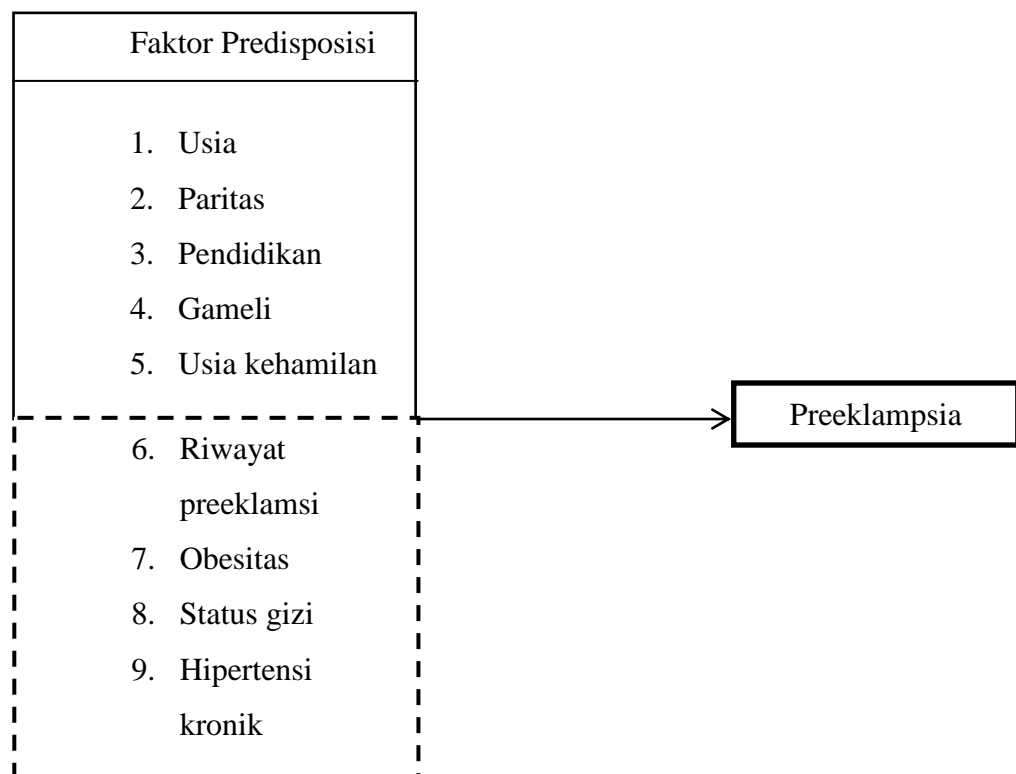 Faktor Predisposisi
1. Usia
2. Paritas
3. Pendidikan
4. Gameli
5. Usia kehamilan
Preeklampsia
6. Riwayat
preeklamsi
7. Obesitas
8. Status gizi
9. Hipertensi
kronik